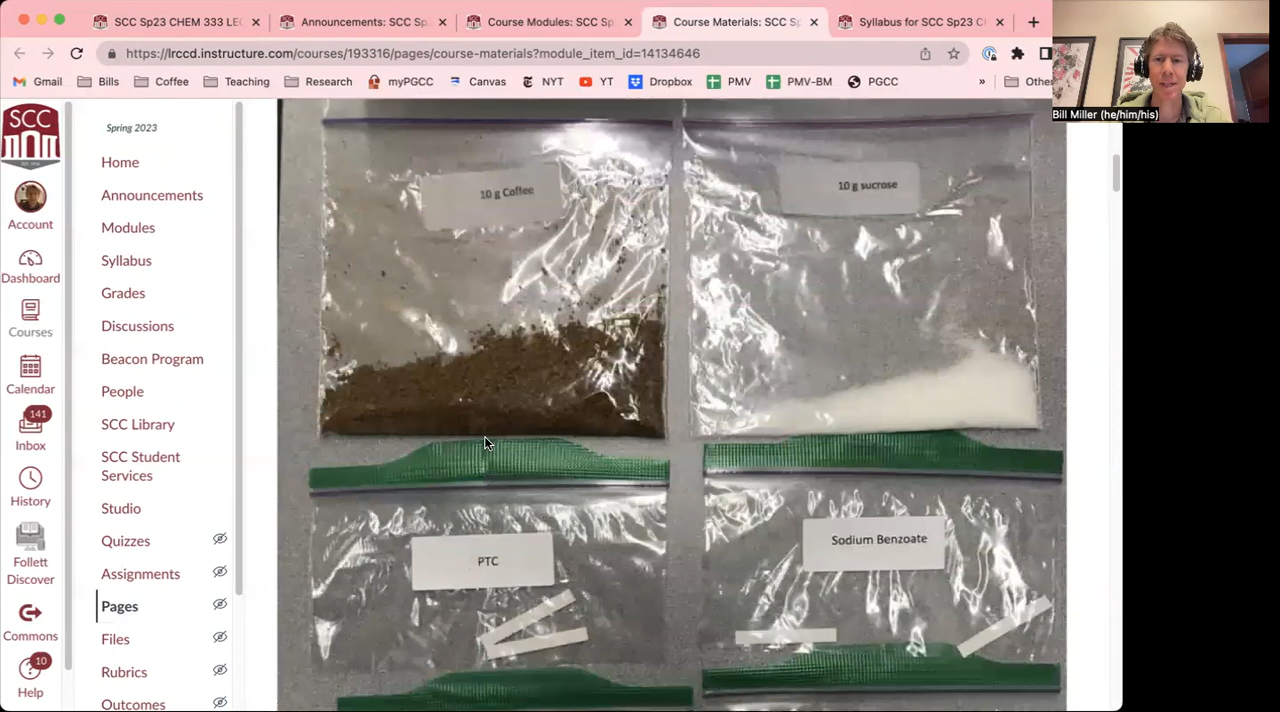 SCC Sp23 CHEM 333 LEC
Announcements: SCC Sp
Course Modules: SCC Sp
Course Materials: SCC Sp
Syllabus for SCC Sp23 C
https://lrccd.instructure.com/courses/193316/pages/course-materials?module_item_id=14134646
Gmail
Bills
Coffee
Teaching
Research
myPGCC
Canvas
NYT
YT
Dropbox
PMV
PMV-BM
PGCC
»
Othe
Bill Miller (he/him/his)
SCC
Account
Dashboard
Courses
Calendar
141
Inbox
History
Follett
Discover
Commons
10
Help
Spring 2023
Home
Announcements
Modules
Syllabus
Grades
Discussions
Beacon Program
People
SCC Library
SCC Student
Services
Studio
Quizzes
Assignments
Pages
Files
Rubrics
Outcomes
10 g Coffee
10 g sucrose
PTC
Sodium Benzoate